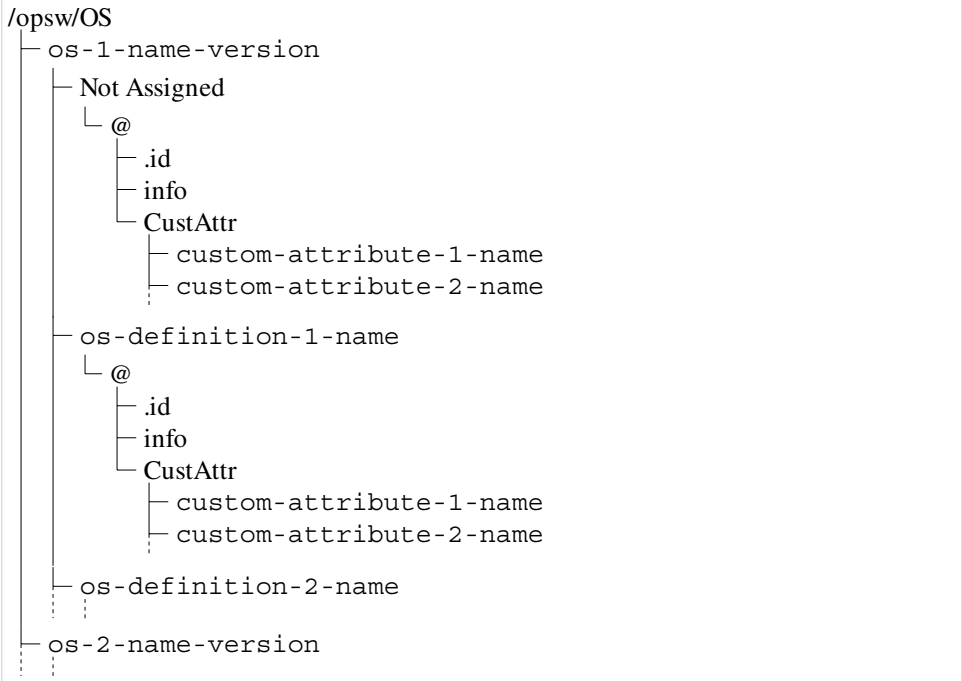 /opsw/OS
os-1-name-version
Not Assigned
@
.id
info
CustAttr
custom-attribute-1-name
custom-attribute-2-name
os-definition-1-name
@
.id
info
CustAttr
custom-attribute-1-name
custom-attribute-2-name
os-definition-2-name
os-2-name-version